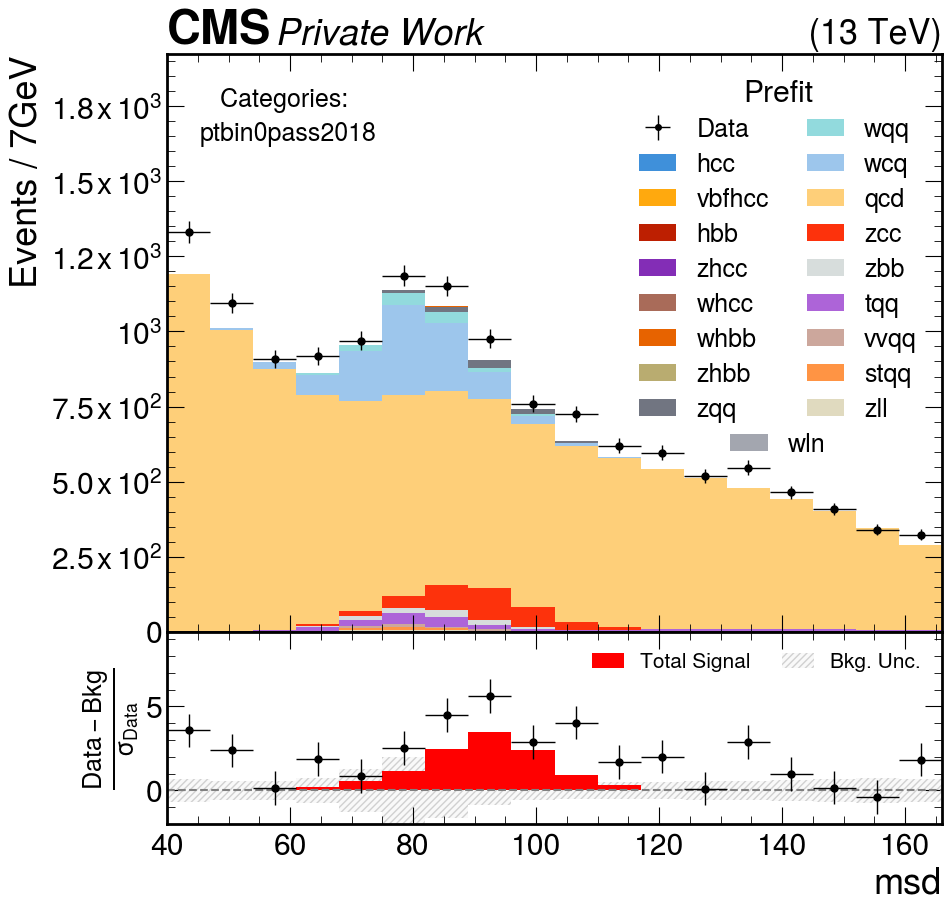 CMS Private Work (13 TeV)
Events / 7GeV
Categories:
ptbin0pass2018
Prefit
Data wqq
hcc wcq
vbfhcc qcd
hbb zcc
zhcc zbb
whcc tqq
whbb vvqq
zhbb stqq
zqq zll
wln
1.8 x 10³
1.5 x 10³
1.2 x 10³
10³
7.5 x 10²
5.0 x 10²
2.5 x 10²
0
Total Signal Bkg. Unc.
Data – Bkg
σ_Data
5
0
40 60 80 100 120 140 160
msd